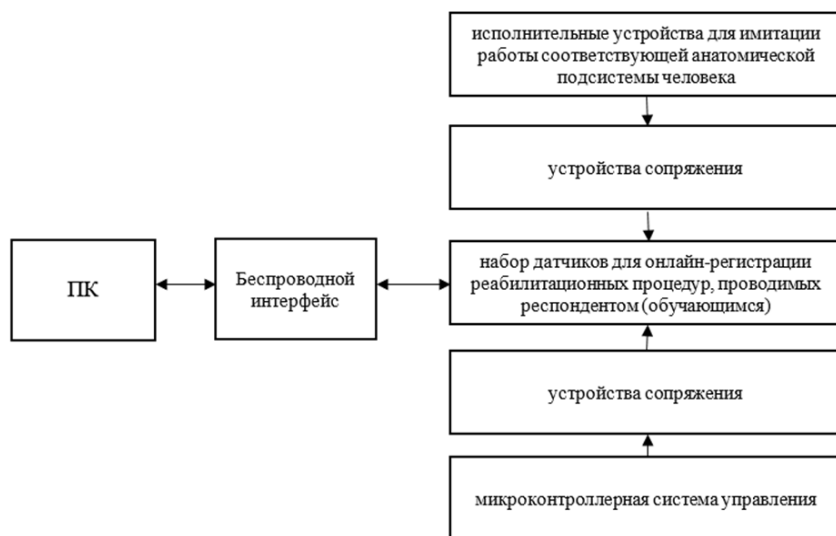 исполнительные устройства для имитации
работы соответствующей анатомической
подсистемы человека
устройства сопряжения
ПК
Беспроводной
интерфейс
набор датчиков для онлайн-регистрации
реабилитационных процедур, проводимых
респондентом (обучающимся)
устройства сопряжения
микроконтроллерная система управления